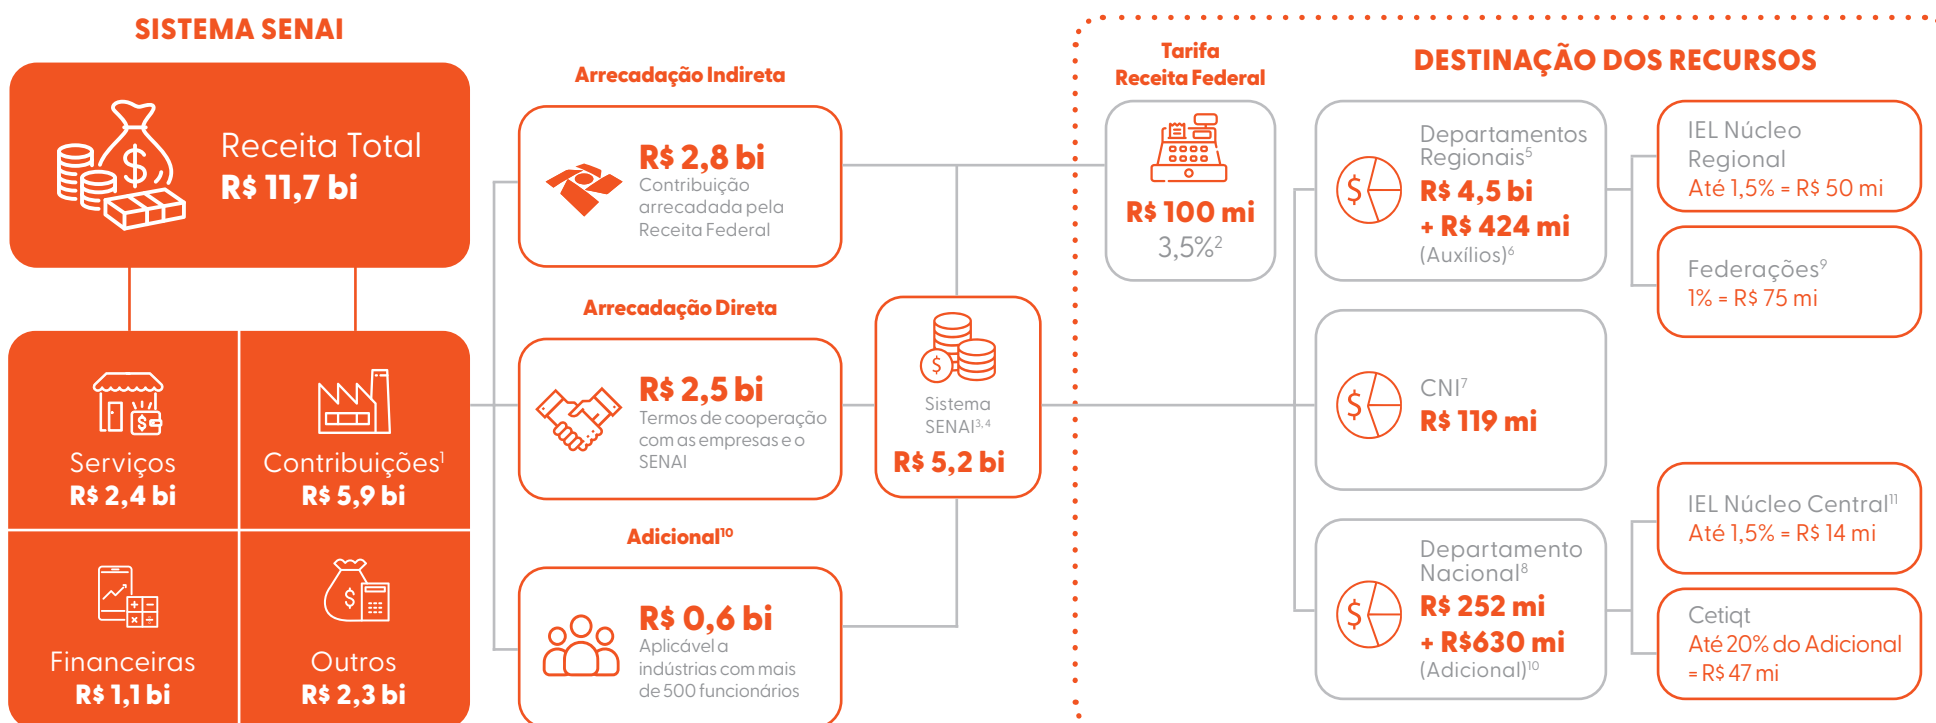 SISTEMA SENAI
Receita Total
R$ 11,7 bi
Serviços
R$ 2,4 bi
Contribuições¹
R$ 5,9 bi
Financeiras
R$ 1,1 bi
Outros
R$ 2,3 bi
Arrecadação Indireta
R$ 2,8 bi
Contribuição
arrecadada pela
Receita Federal
Arrecadação Direta
R$ 2,5 bi
Termos de cooperação
com as empresas e o
SENAI
Adicional¹⁰
R$ 0,6 bi
Aplicável a
indústrias com mais
de 500 funcionários
Sistema
SENAI³,⁴
R$ 5,2 bi
Tarifa
Receita Federal
R$ 100 mi
3,5%²
DESTINAÇÃO DOS RECURSOS
Departamentos
Regionais⁵
R$ 4,5 bi
+ R$ 424 mi
(Auxílios)⁶
IEL Núcleo
Regional
Até 1,5% = R$ 50 mi
Federações⁹
1% = R$ 75 mi
CNI⁷
R$ 119 mi
Departamento
Nacional⁸
R$ 252 mi
+ R$630 mi
(Adicional)¹⁰
IEL Núcleo Central¹¹
Até 1,5% = R$ 14 mi
Cetiqt
Até 20% do Adicional
= R$ 47 mi
$
$
$
$
$
$
$